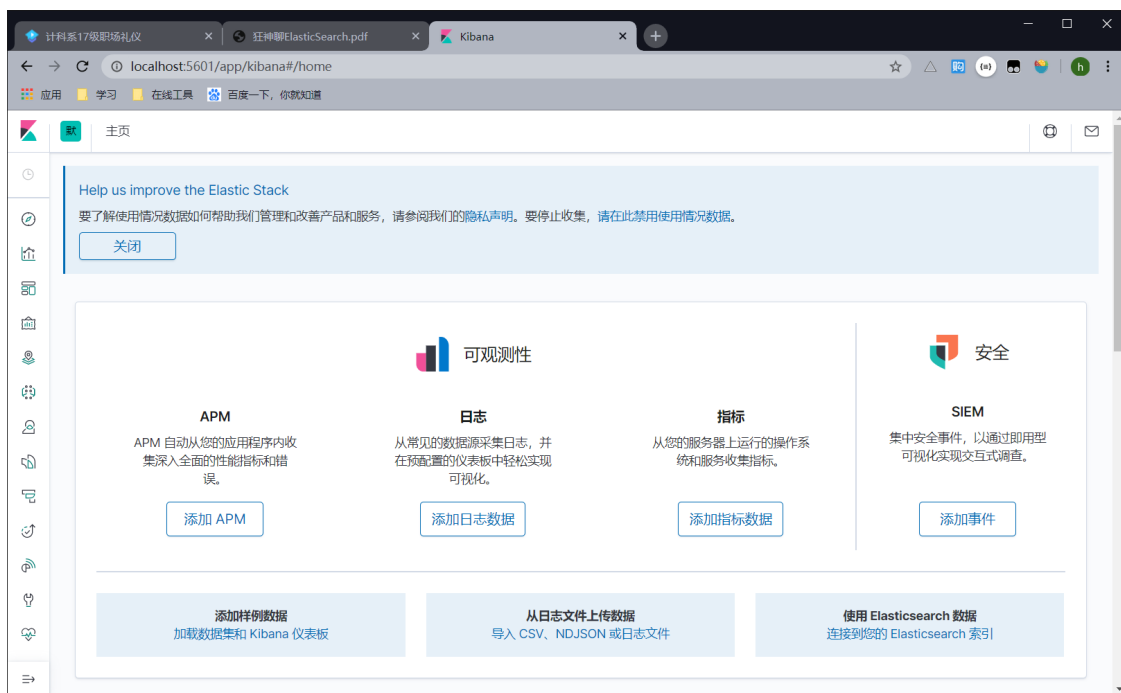 计科系17级职场礼仪
狂神聊ElasticSearch.pdf
Kibana
localhost:5601/app/kibana#/home
h
应用
学习
在线工具
百度一下，你就知道
默
主页
Help us improve the Elastic Stack
要了解使用情况数据如何帮助我们管理和改善产品和服务，请参阅我们的隐私声明。要停止收集，请在此禁用使用情况数据。
关闭
可观测性
安全
APM
APM 自动从您的应用程序内收
集深入全面的性能指标和错
误。
添加 APM
日志
从常见的数据源采集日志，并
在预配置的仪表板中轻松实现
可视化。
添加日志数据
指标
从您的服务器上运行的操作系
统和服务收集指标。
添加指标数据
SIEM
集中安全事件，以通过即用型
可视化实现交互式调查。
添加事件
添加样例数据
加载数据集和 Kibana 仪表板
从日志文件上传数据
导入 CSV、NDJSON 或日志文件
使用 Elasticsearch 数据
连接到您的 Elasticsearch 索引